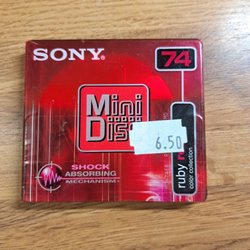 SONY®
74
Mini
Disc
6.50
SHOCK
ABSORBING
MECHANISM
ruby
color collection